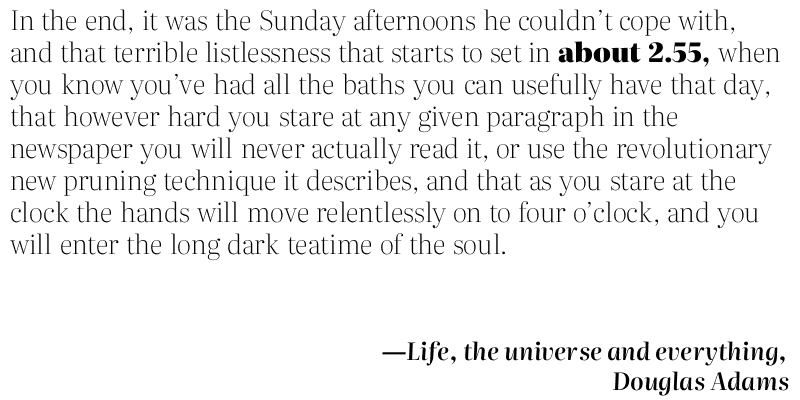 In the end, it was the Sunday afternoons he couldn’t cope with,
and that terrible listlessness that starts to set in about 2.55, when
you know you’ve had all the baths you can usefully have that day,
that however hard you stare at any given paragraph in the
newspaper you will never actually read it, or use the revolutionary
new pruning technique it describes, and that as you stare at the
clock the hands will move relentlessly on to four o’clock, and you
will enter the long dark teatime of the soul.
—Life, the universe and everything,
Douglas Adams